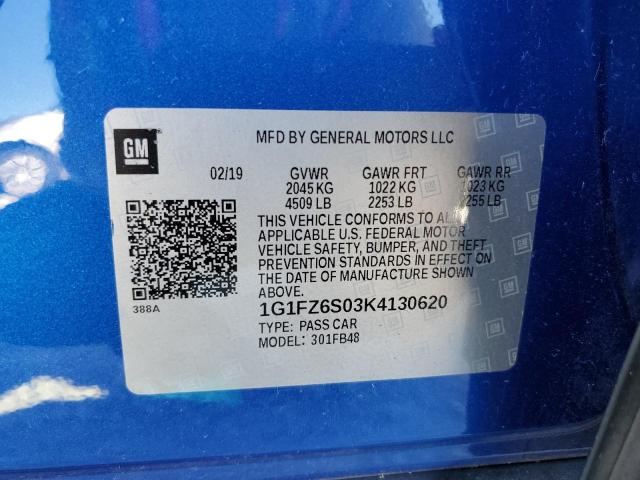 GM
MFD BY GENERAL MOTORS LLC
02/19 GVWR GAWR FRT GAWR RR
2045 KG 1022 KG 1023 KG
4509 LB 2253 LB 2255 LB
THIS VEHICLE CONFORMS TO ALL
APPLICABLE U.S. FEDERAL MOTOR
VEHICLE SAFETY, BUMPER, AND THEFT
PREVENTION STANDARDS IN EFFECT ON
THE DATE OF MANUFACTURE SHOWN
ABOVE.
388A
1G1FZ6S03K4130620
TYPE: PASS CAR
MODEL: 301FB48